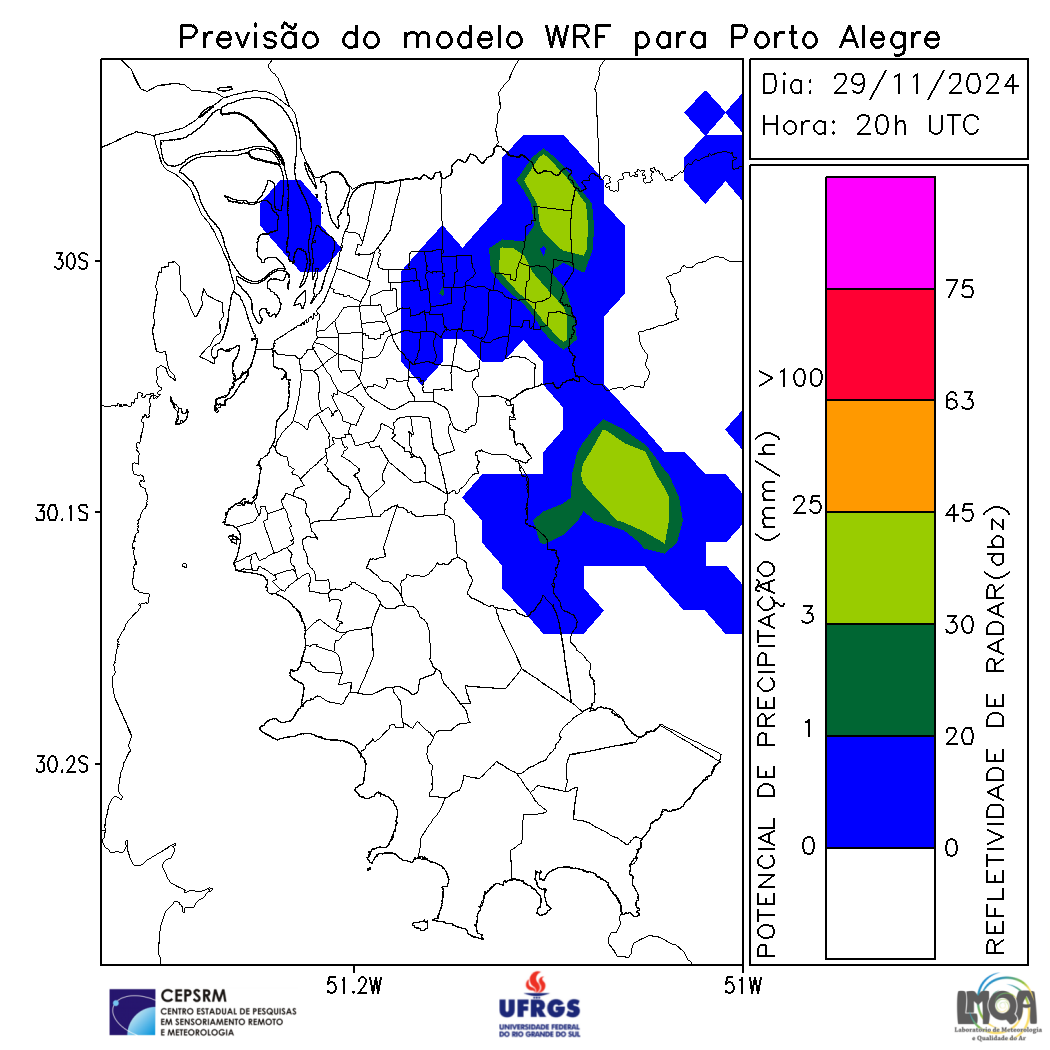 Previsão do modelo WRF para Porto Alegre
Dia: 29/11/2024
Hora: 20h UTC
30S
30.1S
30.2S
51.2W
51W
POTENCIAL DE PRECIPITAÇÃO (mm/h)
>100
25
3
1
0
75
63
45
30
20
0
REFLETIVIDADE DE RADAR(dbz)
CEPSRM
CENTRO ESTADUAL DE PESQUISAS
EM SENSORIAMENTO REMOTO
E METEOROLOGIA
UFRGS
UNIVERSIDADE FEDERAL
DO RIO GRANDE DO SUL
LMQA
Laboratório de Meteorologia
e Qualidade do Ar